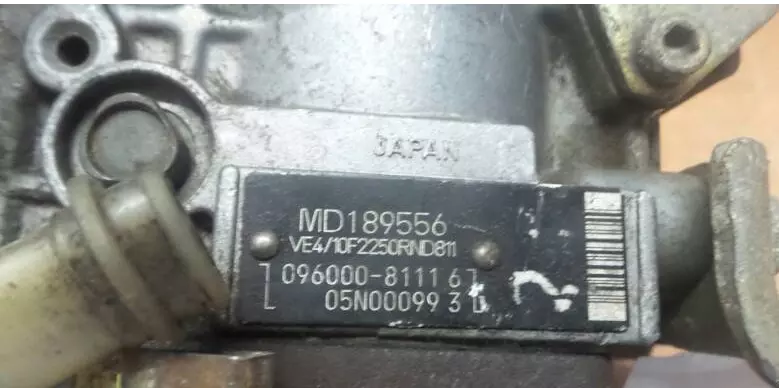 JAPAN
MD189556
VE4/10F2250RND811
096000-8111 6
05N00099 3